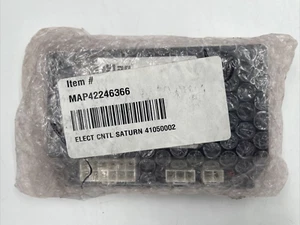 Item #
MAP42246366
ELECT CNTL SATURN 41050002